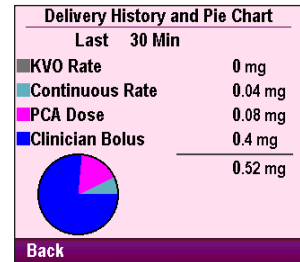 Delivery History and Pie Chart
Last 30 Min
KVO Rate 0 mg
Continuous Rate 0.04 mg
PCA Dose 0.08 mg
Clinician Bolus 0.4 mg
0.52 mg
Back